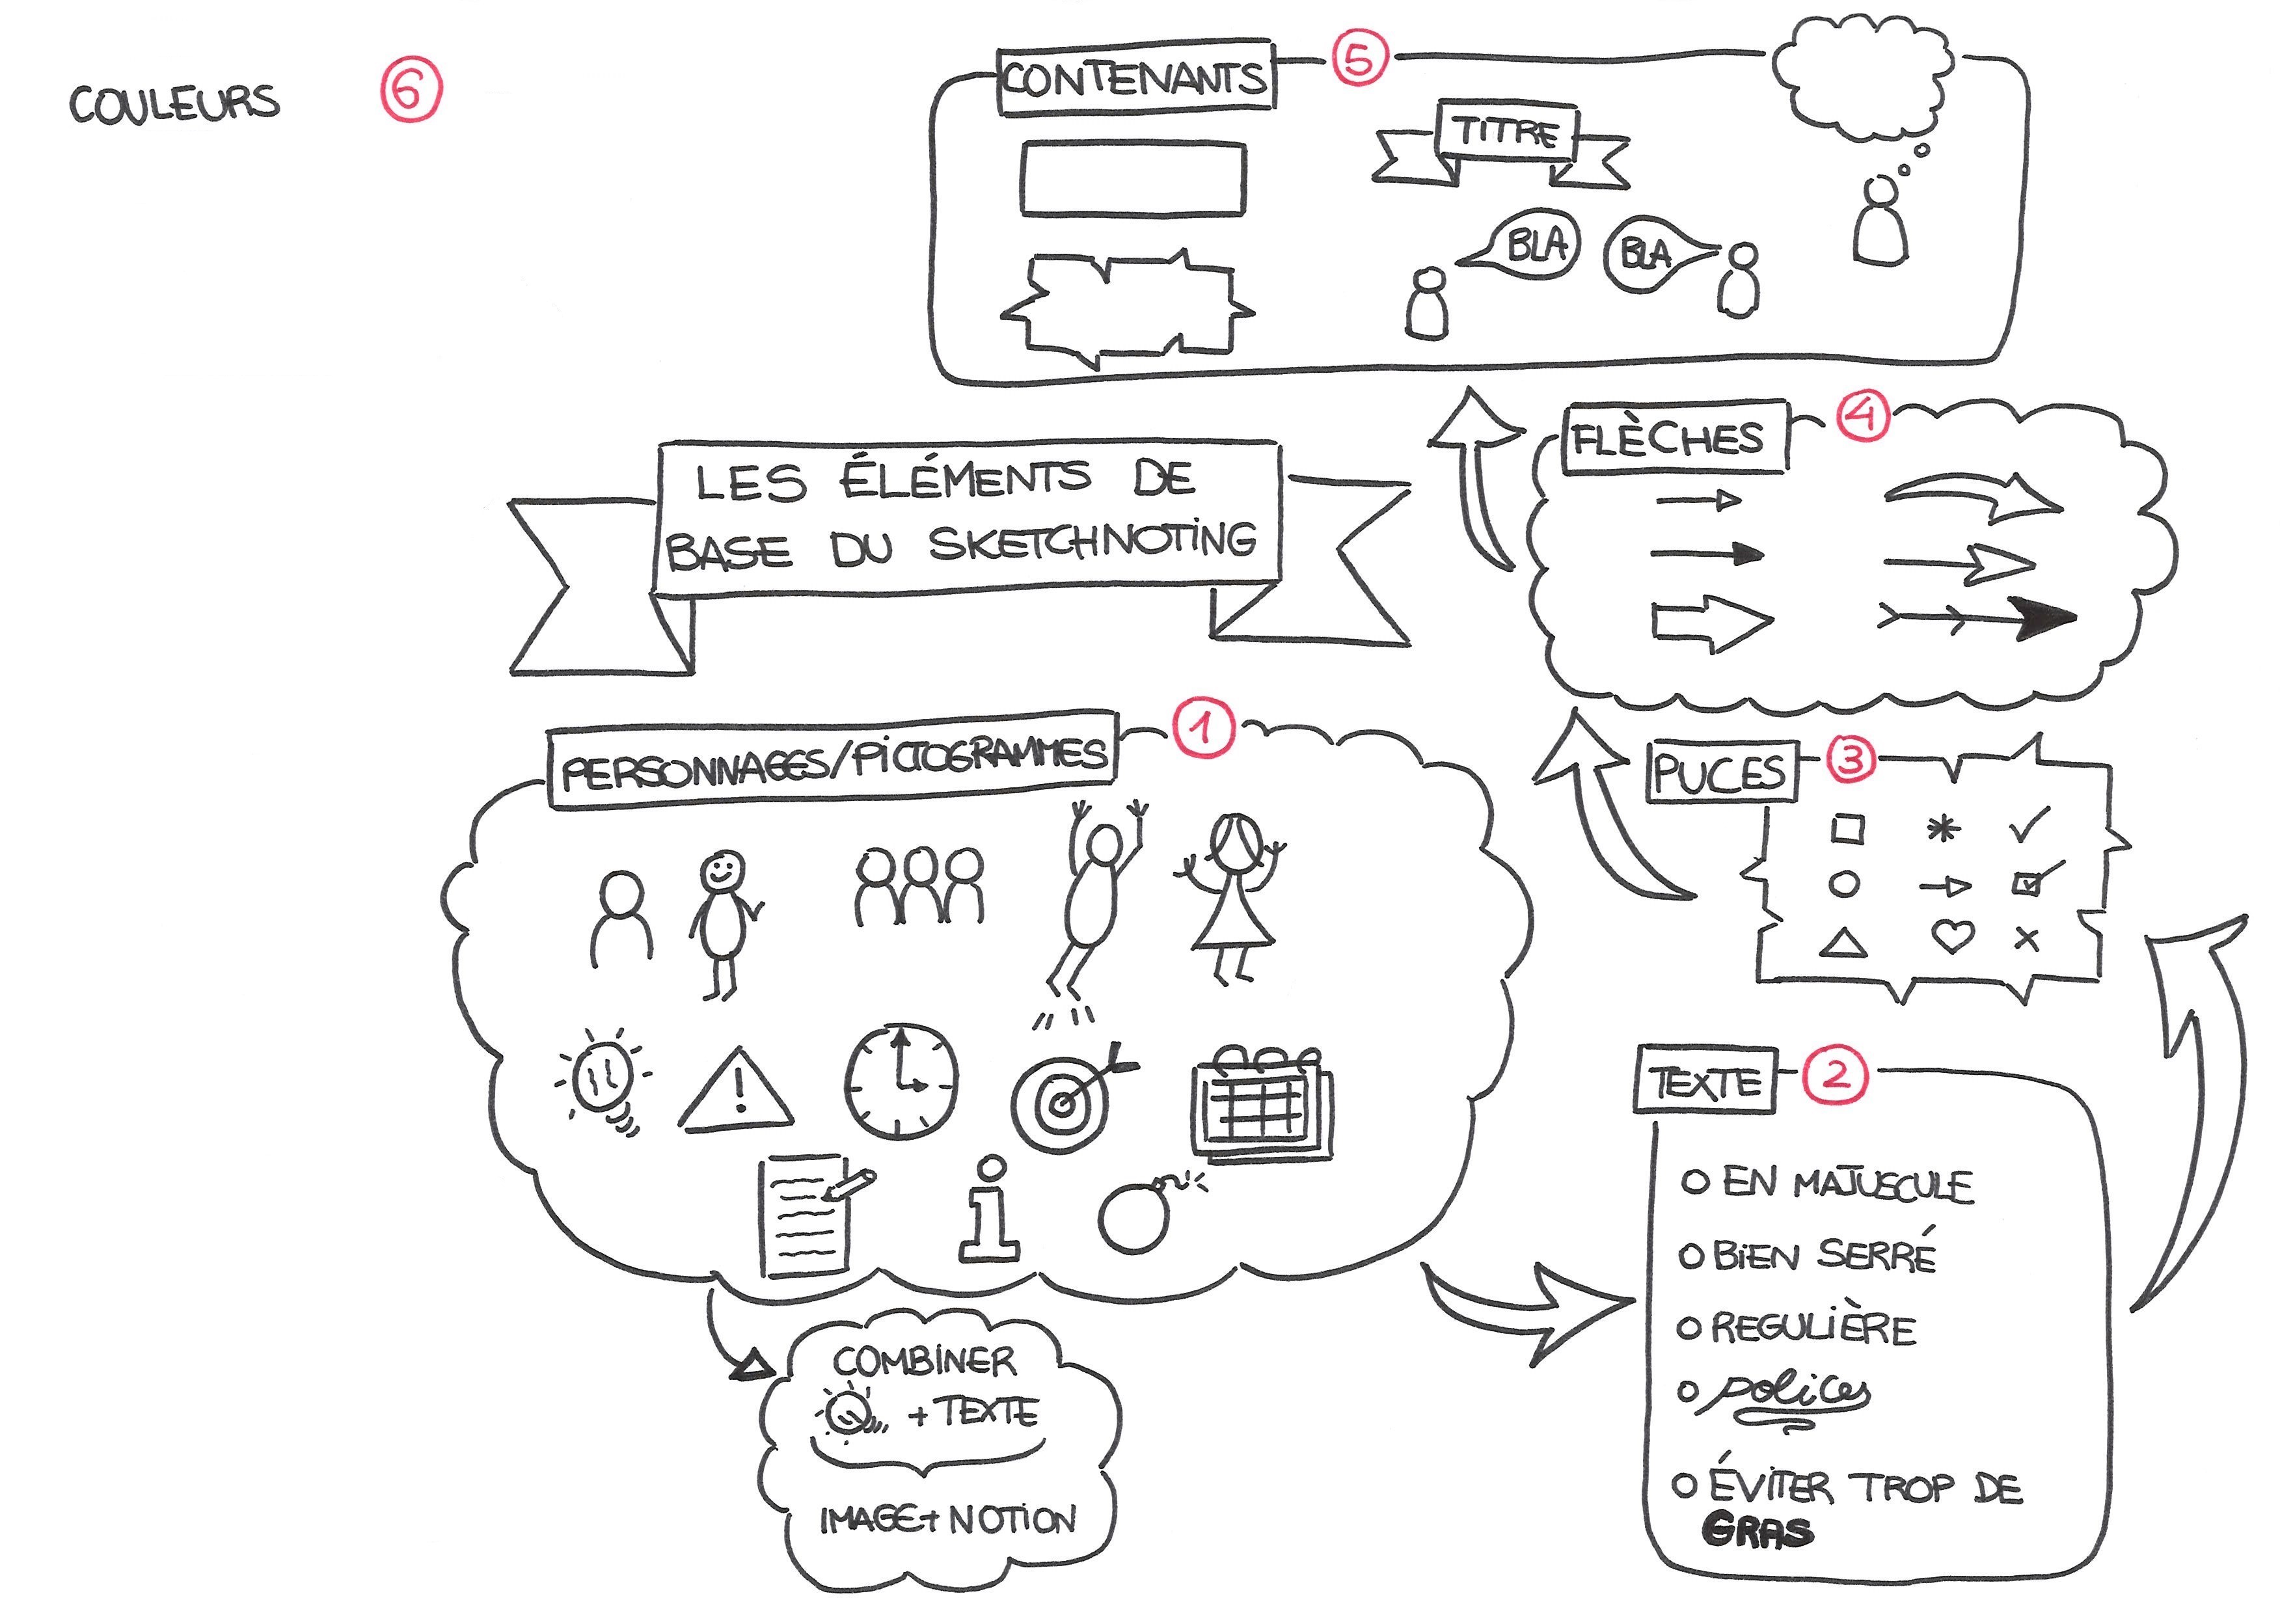 COULEURS 6
CONTENANTS 5
TITRE
BLA
BLA
FLÈCHES 4
LES ÉLÉMENTS DE
BASE DU SKETCHNOTING
PERSONNAGES/PICTOGRAMMES 1
PUCES 3
TEXTE 2
O EN MAJUSCULE
O BIEN SERRÉ
O REGULIÈRE
O polices
O ÉVITER TROP DE
GRAS
COMBINER
+ TEXTE
IMAGE + NOTION